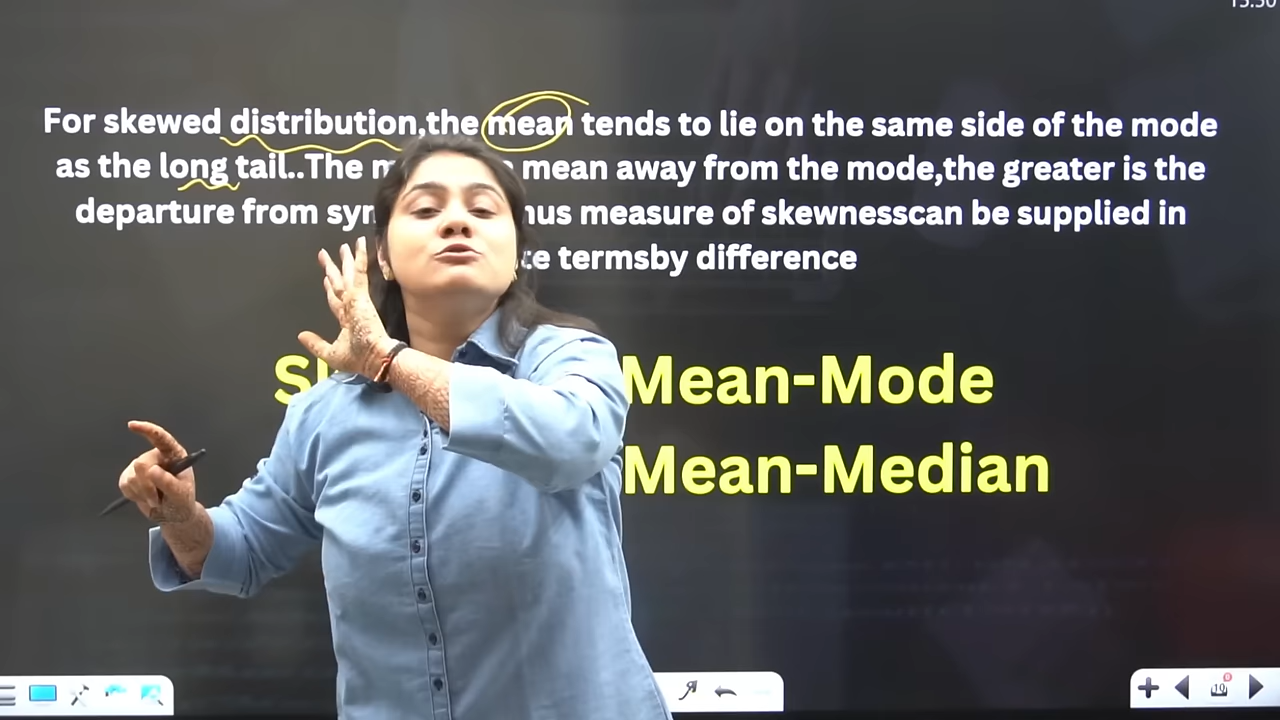 For skewed distribution,the mean tends to lie on the same side of the mode
as the long tail..The mean away from the mode,the greater is the
departure from measure of skewnesscan be supplied in
termsby difference
Mean-Mode
Mean-Median
10